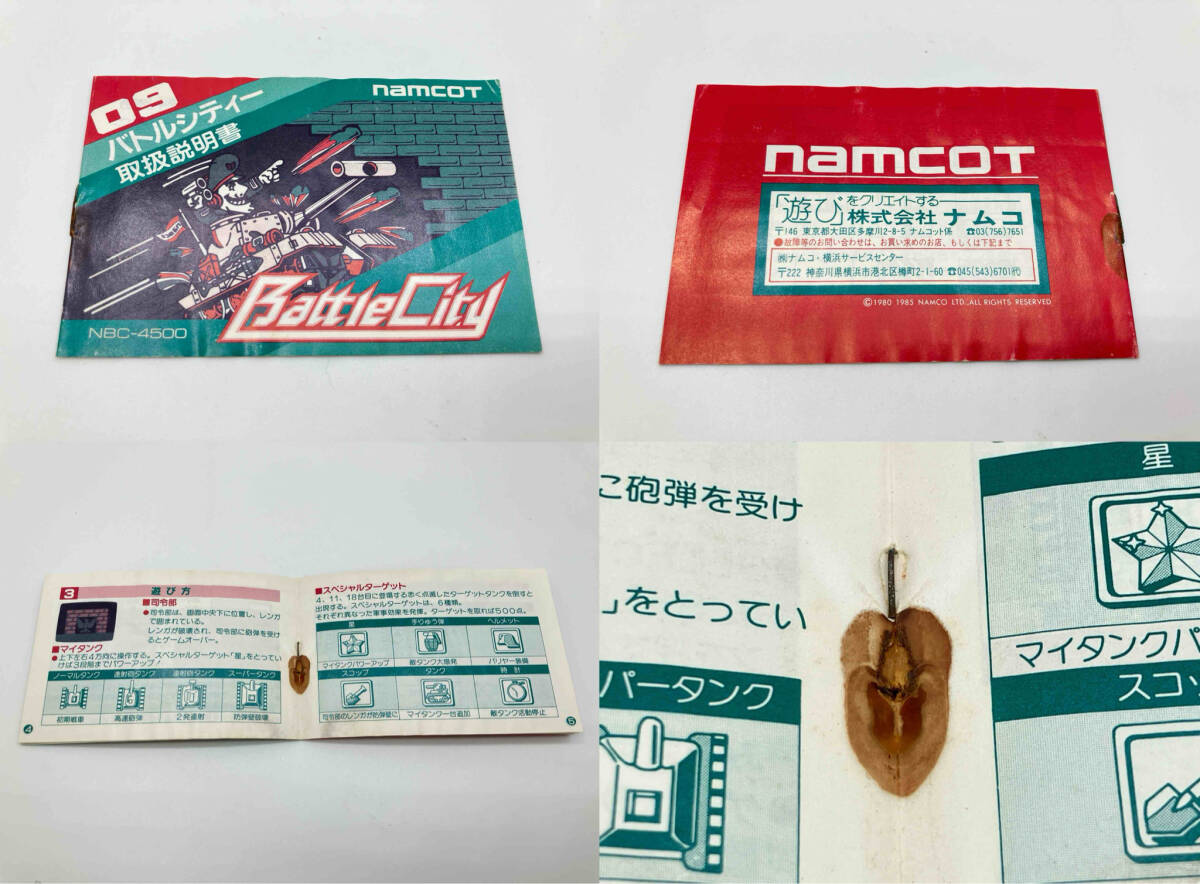 09
バトルシティー
取扱説明書
namcoT
BattleCity
NBC-4500
namcoT
「遊び」をクリエイトする
株式会社 ナムコ
〒146 東京都大田区多摩川2-8-5 ナムコット係 ☎03(756)7651
●故障等のお問い合わせは、お買い求めのお店、もしくは下記まで
㈱ナムコ・横浜サービスセンター
〒222 神奈川県横浜市港北区樽町2-1-60 ☎045(543)6701㈹
©1980 1985 NAMCO LTD.,ALL RIGHTS RESERVED
3 遊び方
■司令部
●司令部は、画面中央下に位置し、レンガ
で囲まれている。
レンガが破壊され、司令部に砲弾を受け
るとゲームオーバー。
■マイタンク
●上下左右4方向に操作する。スペシャルターゲット「星」をとってい
けば3段階までパワーアップ!
ノーマルタンク 速射砲タンク 連射砲タンク スーパータンク
初期戦車 高速砲弾 2発連射 防弾壁破壊
4
■スペシャルターゲット
4、11、18台目に登場する赤く点滅したターゲットタンクを倒すと
出現する。スペシャルターゲットは、6種類。
それぞれ異なった軍事効果を発揮。ターゲットを取れば500点。
星 手りゅう弾 ヘルメット
マイタンクパワーアップ 敵タンク大爆発 バリヤー装備
スコップ タンク 時計
司令部のレンガが防弾壁に マイタンク一台追加 敵タンク活動停止
5
こ砲弾を受け
」をとってい
パータンク
星
マイタンクパ
スコッ